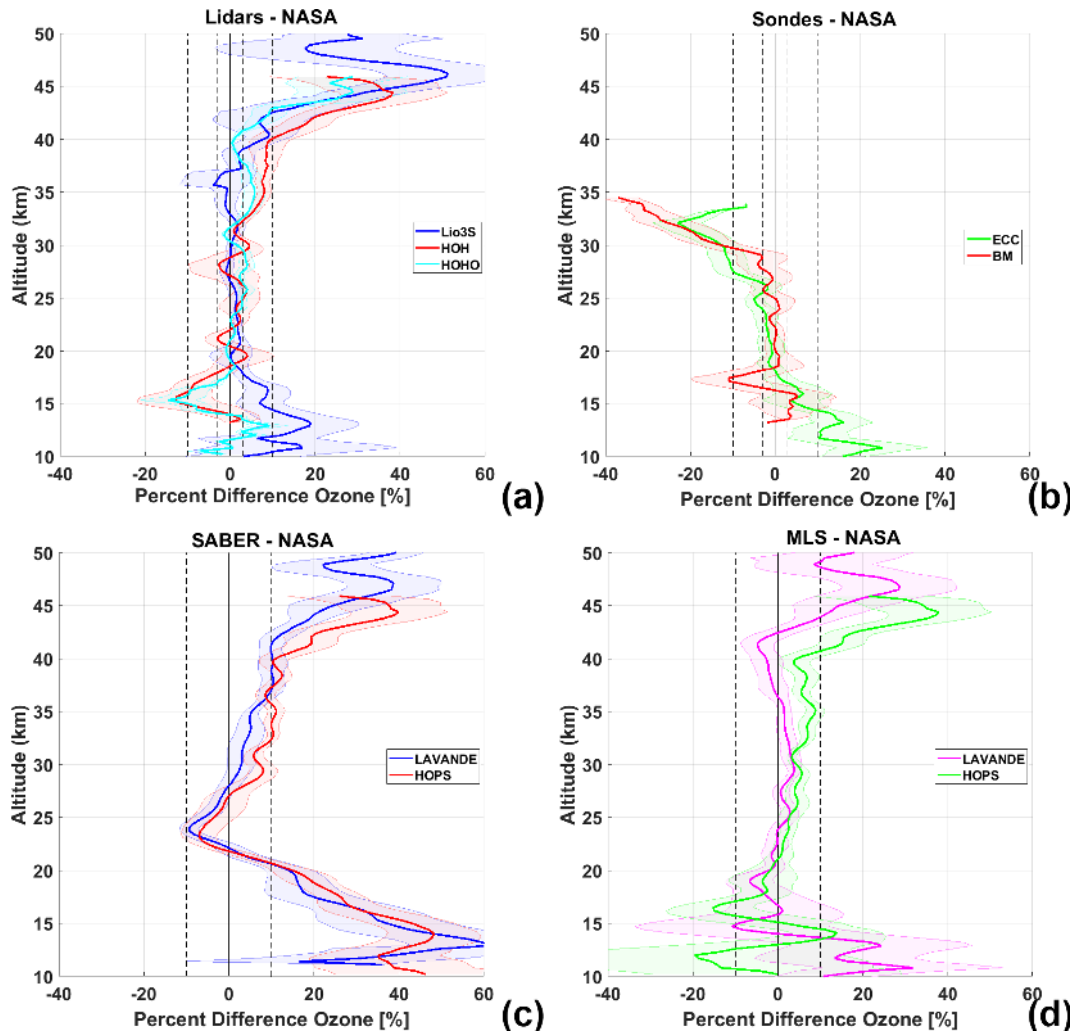 Lidars - NASA
50
45
40
35
30
25
20
15
10
Altitude (km)
Lio3S
HOH
HOHO
-40
-20
0
20
40
60
Percent Difference Ozone [%]
(a)
Sondes - NASA
50
45
40
35
30
25
20
15
10
Altitude (km)
ECC
BM
-40
-20
0
20
40
60
Percent Difference Ozone [%]
(b)
SABER - NASA
50
45
40
35
30
25
20
15
10
Altitude (km)
LAVANDE
HOPS
-40
-20
0
20
40
60
Percent Difference Ozone [%]
(c)
MLS - NASA
50
45
40
35
30
25
20
15
10
Altitude (km)
LAVANDE
HOPS
-40
-20
0
20
40
60
Percent Difference Ozone [%]
(d)